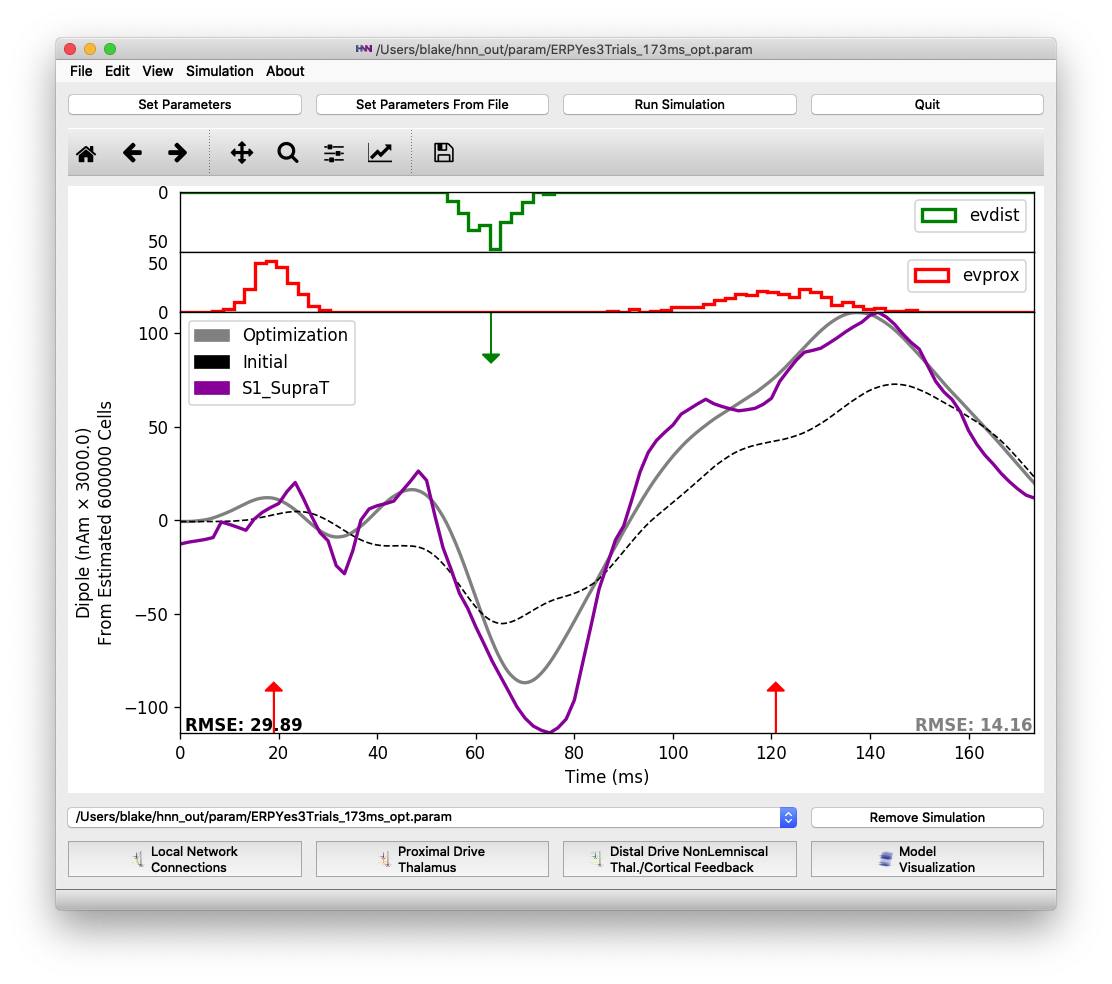 HNN /Users/blake/hnn_out/param/ERPYes3Trials_173ms_opt.param
File Edit View Simulation About
Set Parameters Set Parameters From File Run Simulation Quit
0
50
evdist
50
0
evprox
Optimization
Initial
S1_SupraT
100
50
0
−50
−100
Dipole (nAm × 3000.0)
From Estimated 600000 Cells
RMSE: 29.89 RMSE: 14.16
0 20 40 60 80 100 120 140 160
Time (ms)
/Users/blake/hnn_out/param/ERPYes3Trials_173ms_opt.param Remove Simulation
Local Network
Connections
Proximal Drive
Thalamus
Distal Drive NonLemniscal
Thal./Cortical Feedback
Model
Visualization